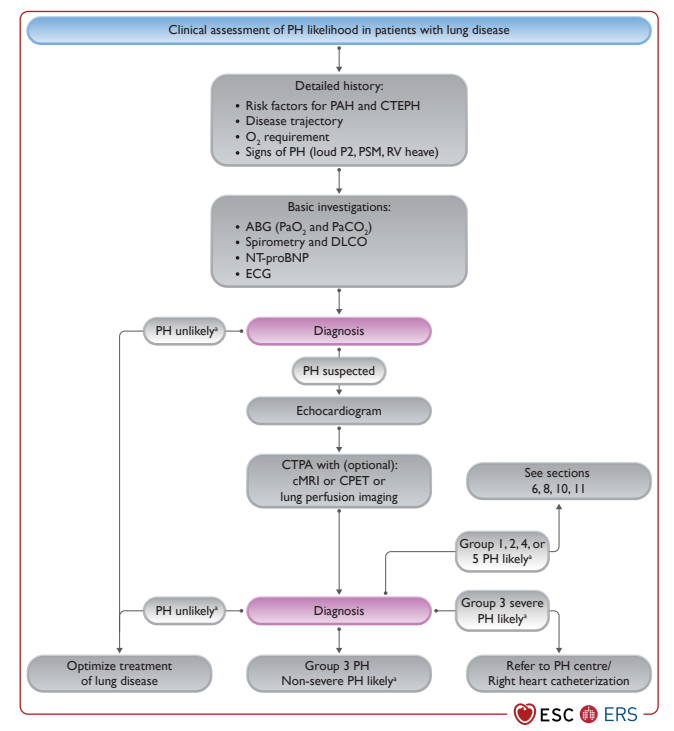 Clinical assessment of PH likelihood in patients with lung disease
Detailed history:
• Risk factors for PAH and CTEPH
• Disease trajectory
• O₂ requirement
• Signs of PH (loud P2, PSM, RV heave)
Basic investigations:
• ABG (PaO₂ and PaCO₂)
• Spirometry and DLCO
• NT-proBNP
• ECG
PH unlikelyᵃ
Diagnosis
PH suspected
Echocardiogram
CTPA with (optional):
cMRI or CPET or
lung perfusion imaging
See sections
6, 8, 10, 11
Group 1, 2, 4, or
5 PH likelyᵃ
PH unlikelyᵃ
Diagnosis
Group 3 severe
PH likelyᵃ
Optimize treatment
of lung disease
Group 3 PH
Non-severe PH likelyᵃ
Refer to PH centre/
Right heart catheterization
ESC ERS